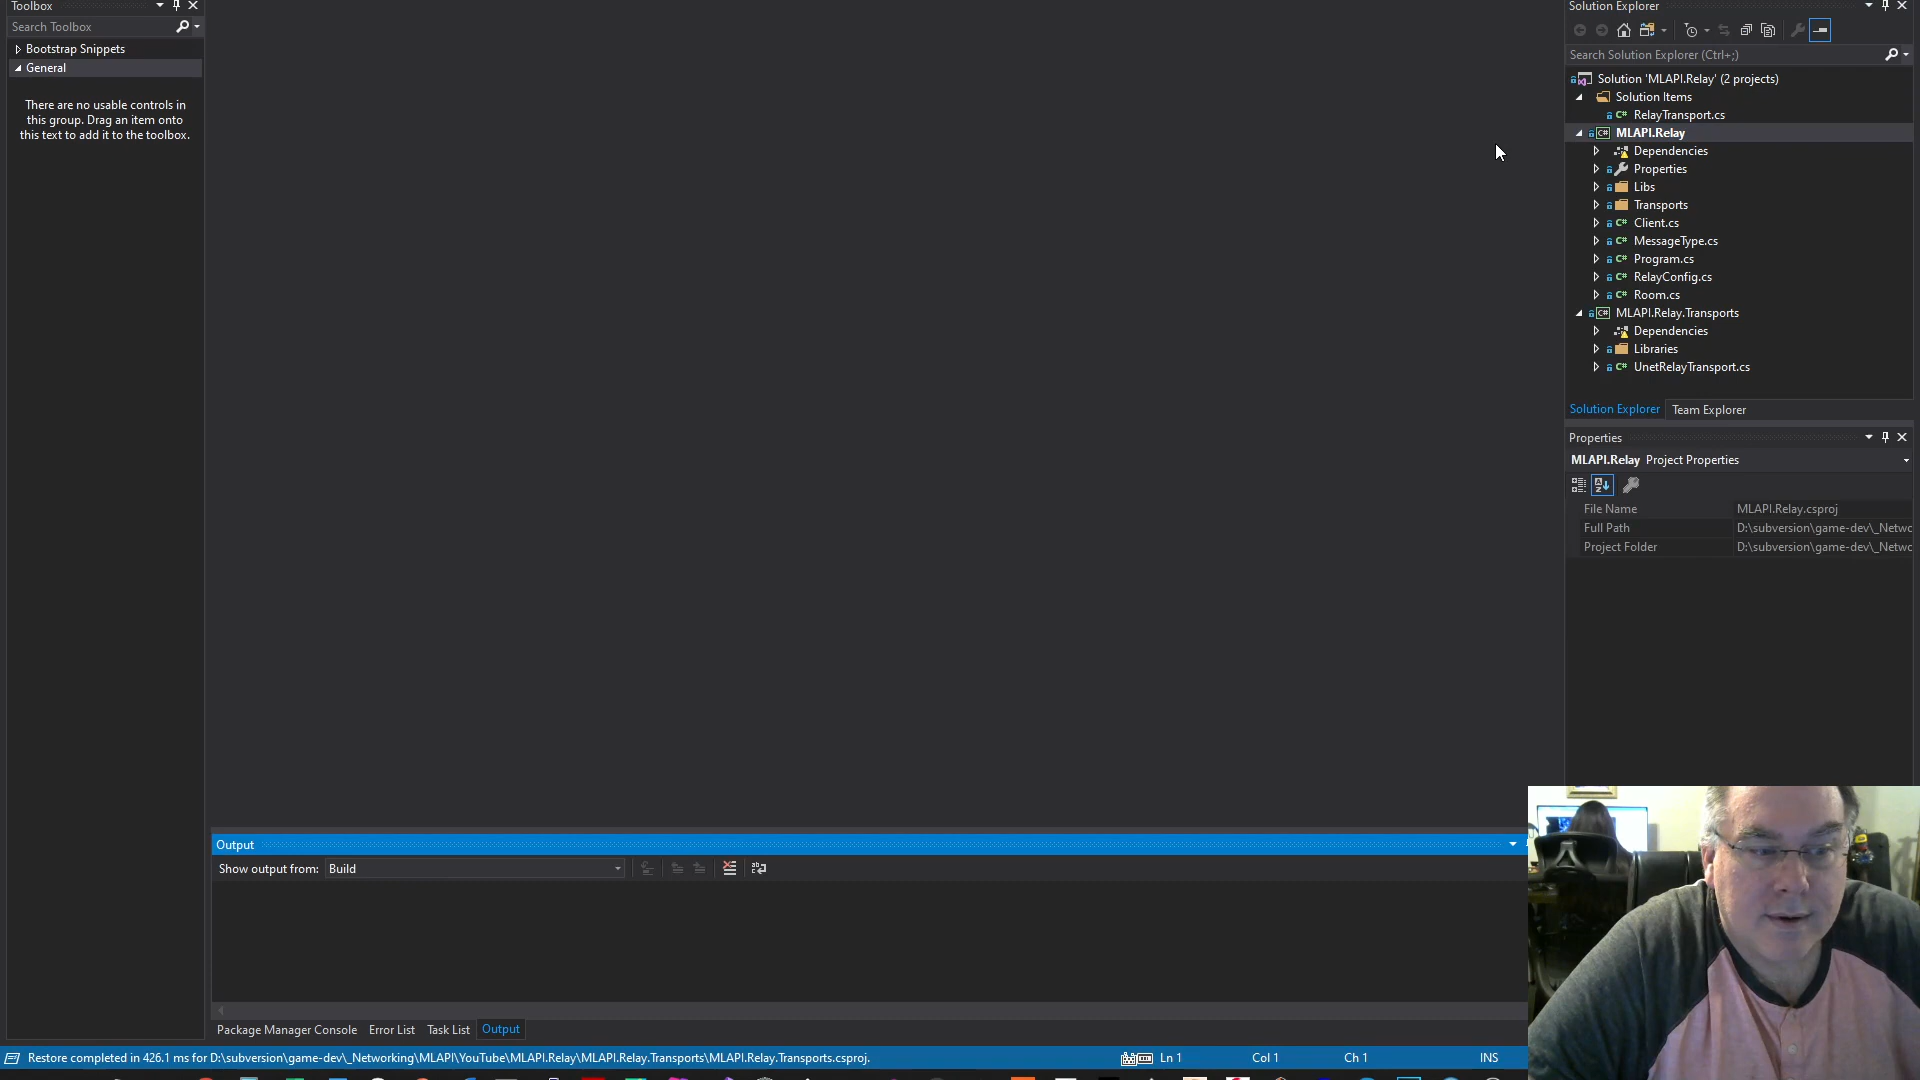 Toolbox
Search Toolbox
Bootstrap Snippets
General
There are no usable controls in
this group. Drag an item onto
this text to add it to the toolbox.
Solution Explorer
Search Solution Explorer (Ctrl+;)
Solution 'MLAPI.Relay' (2 projects)
Solution Items
C# RelayTransport.cs
C# MLAPI.Relay
Dependencies
Properties
Libs
Transports
C# Client.cs
C# MessageType.cs
C# Program.cs
C# RelayConfig.cs
C# Room.cs
C# MLAPI.Relay.Transports
Dependencies
Libraries
C# UnetRelayTransport.cs
Solution Explorer Team Explorer
Properties
MLAPI.Relay Project Properties
File Name MLAPI.Relay.csproj
Full Path D:\subversion\game-dev\_Netwo
Project Folder D:\subversion\game-dev\_Netwo
Output
Show output from: Build
Package Manager Console Error List Task List Output
Restore completed in 426.1 ms for D:\subversion\game-dev\_Networking\MLAPI\YouTube\MLAPI.Relay\MLAPI.Relay.Transports\MLAPI.Relay.Transports.csproj. Ln 1 Col 1 Ch 1 INS